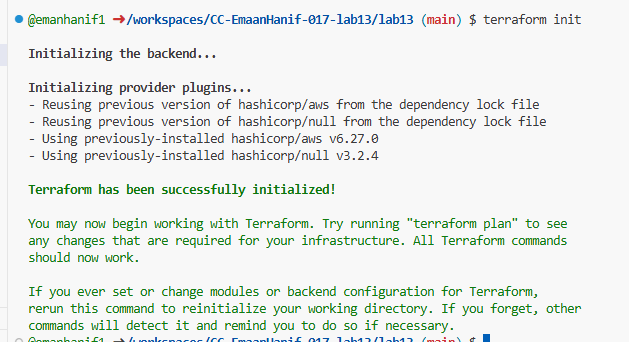 @emanhanif1 ➜/workspaces/CC-EmaanHanif-017-lab13/lab13 (main) $ terraform init
Initializing the backend...
Initializing provider plugins...
- Reusing previous version of hashicorp/aws from the dependency lock file
- Reusing previous version of hashicorp/null from the dependency lock file
- Using previously-installed hashicorp/aws v6.27.0
- Using previously-installed hashicorp/null v3.2.4
Terraform has been successfully initialized!
You may now begin working with Terraform. Try running "terraform plan" to see
any changes that are required for your infrastructure. All Terraform commands
should now work.
If you ever set or change modules or backend configuration for Terraform,
rerun this command to reinitialize your working directory. If you forget, other
commands will detect it and remind you to do so if necessary.
@emanhanif1 ➜/workspaces/CC-EmaanHanif-017-lab13/lab13 (main) $